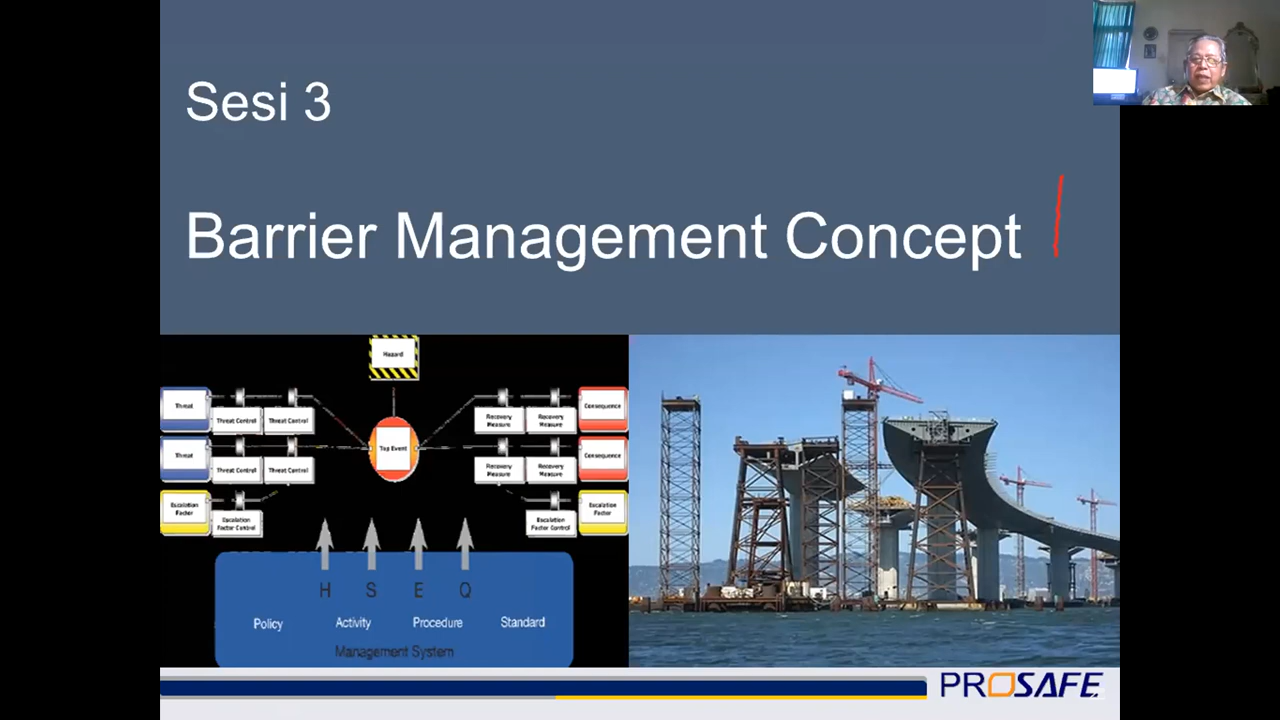 Sesi 3
Barrier Management Concept
Hazard
Threat
Threat Control
Threat Control
Top Event
Recovery Measure
Recovery Measure
Consequence
Threat
Threat Control
Threat Control
Recovery Measure
Recovery Measure
Consequence
Escalation Factor
Escalation Factor Control
Escalation Factor Control
Escalation Factor
H S E Q
Policy Activity Procedure Standard
Management System
PROSAFE